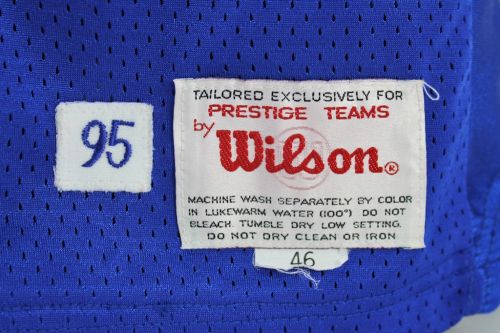 95
TAILORED EXCLUSIVELY FOR
PRESTIGE TEAMS
by
Wilson®
MACHINE WASH SEPARATELY BY COLOR
IN LUKEWARM WATER (100°) DO NOT
BLEACH. TUMBLE DRY LOW SETTING.
DO NOT DRY CLEAN OR IRON
46